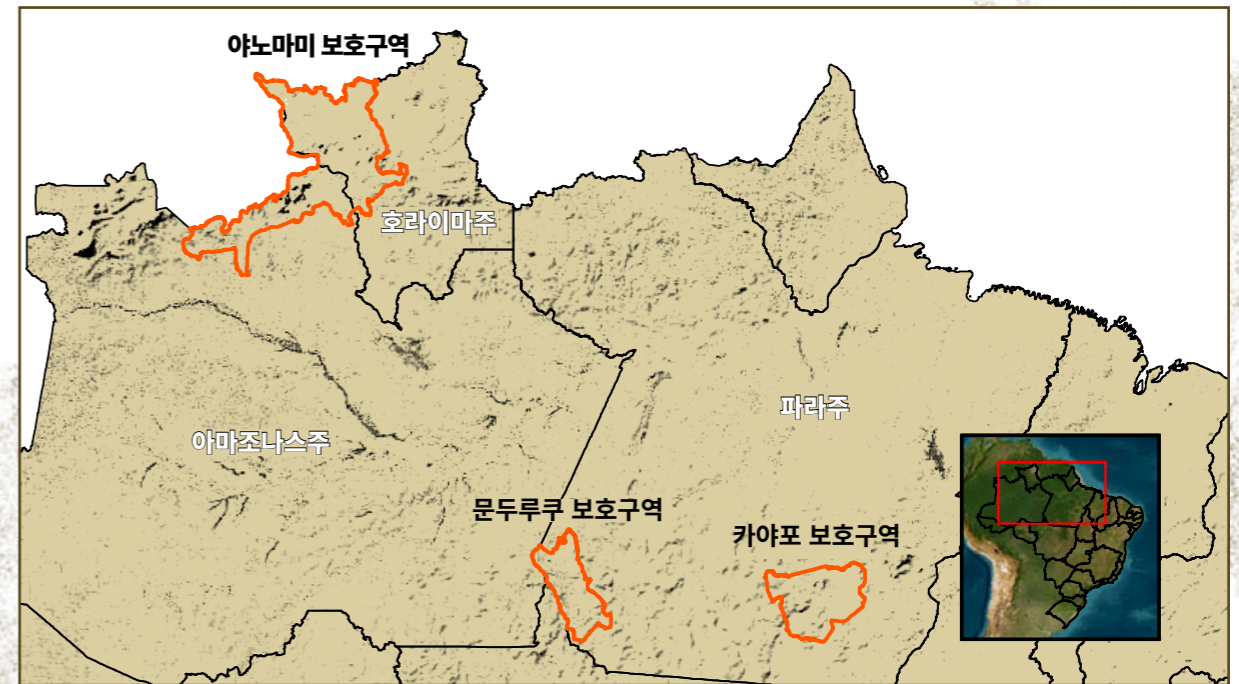 야노마미 보호구역
호라이마주
아마조나스주
파라주
문두루쿠 보호구역
카야포 보호구역